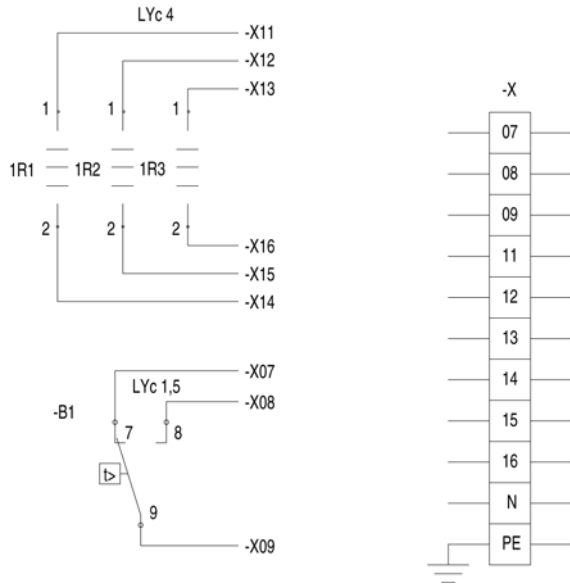 LYc 4
-X11
-X12
-X13
1 1 1
1R1 1R2 1R3
2 2 2
-X16
-X15
-X14
-X07
LYc 1,5
-X08
-B1
7 8
t>
9
-X09
-X
07
08
09
11
12
13
14
15
16
N
PE